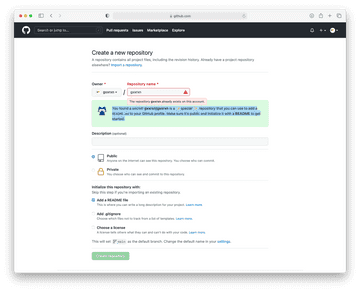 github.com
Search or jump to...
Pull requests Issues Marketplace Explore
Create a new repository
A repository contains all project files, including the revision history. Already have a project repository
elsewhere? Import a repository.
Owner * Repository name *
/
The repository already exists on this account.
You found a secret! is a special repository that you can use to add a
README.md to your GitHub profile. Make sure it's public and initialize it with a README to get
started.
Description (optional)
Public
Anyone on the internet can see this repository. You choose who can commit.
Private
You choose who can see and commit to this repository.
Initialize this repository with:
Skip this step if you're importing an existing repository.
Add a README file
This is where you can write a long description for your project. Learn more.
Add .gitignore
Choose which files not to track from a list of templates. Learn more.
Choose a license
A license tells others what they can and can't do with your code. Learn more.
This will set main as the default branch. Change the default name in your settings.
Create repository